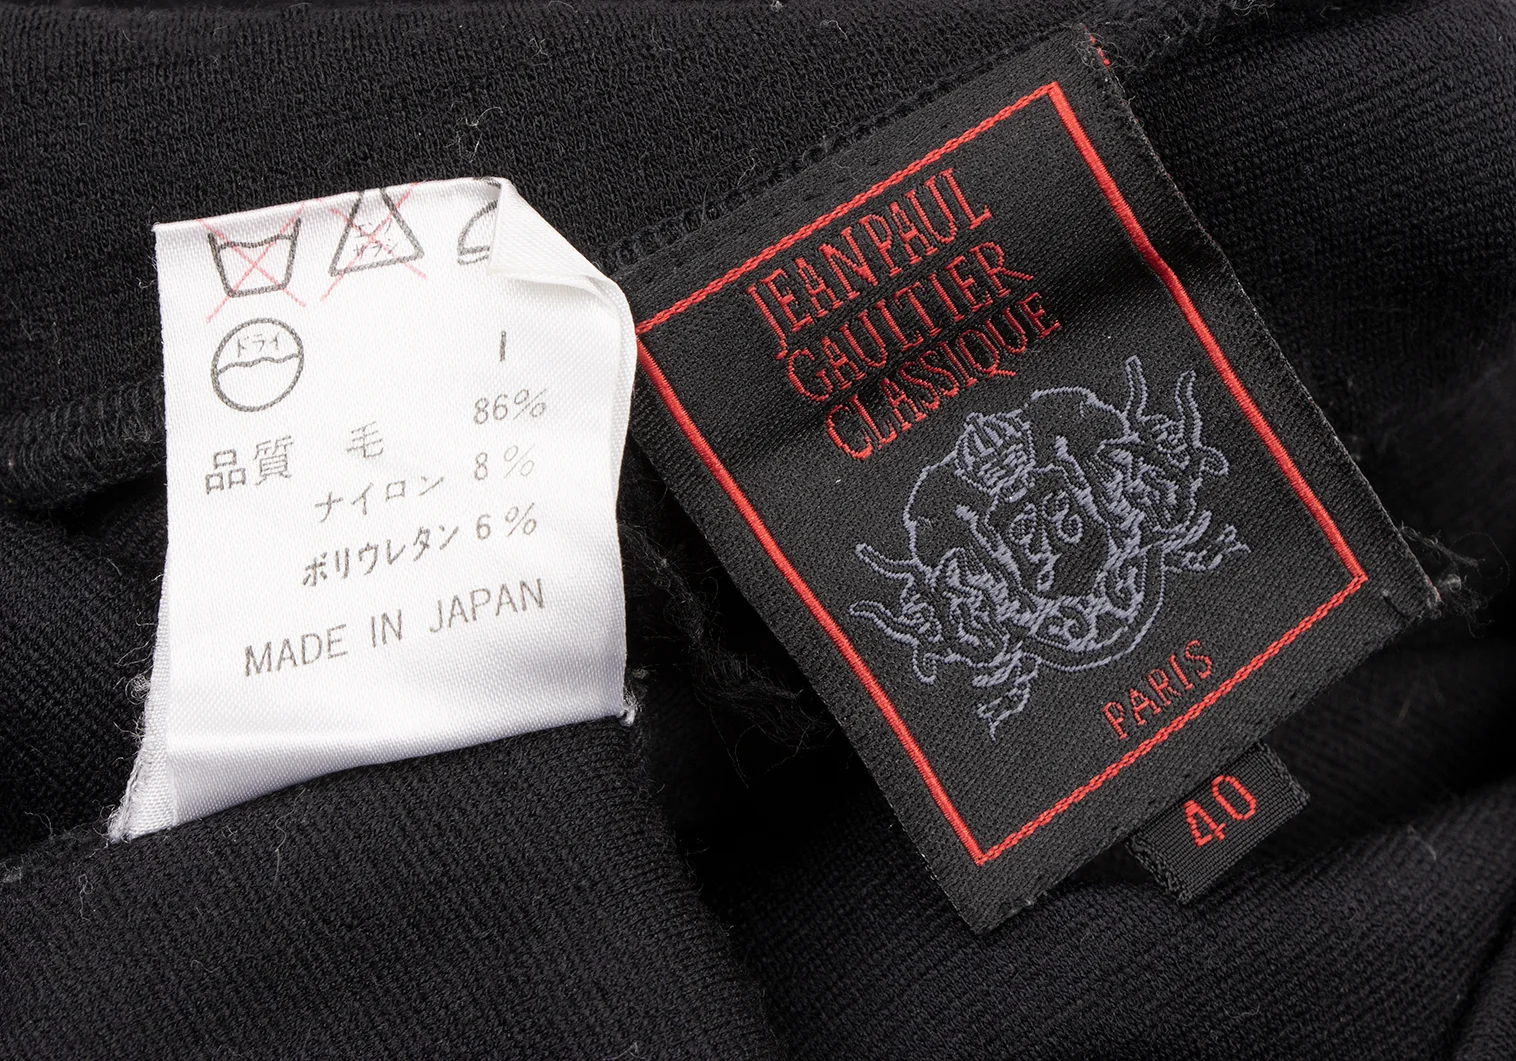 ドライ
I
品質 毛 86%
ナイロン 8%
ポリウレタン 6%
MADE IN JAPAN
JEAN PAUL
GAULTIER
CLASSIQUE
PARIS
40